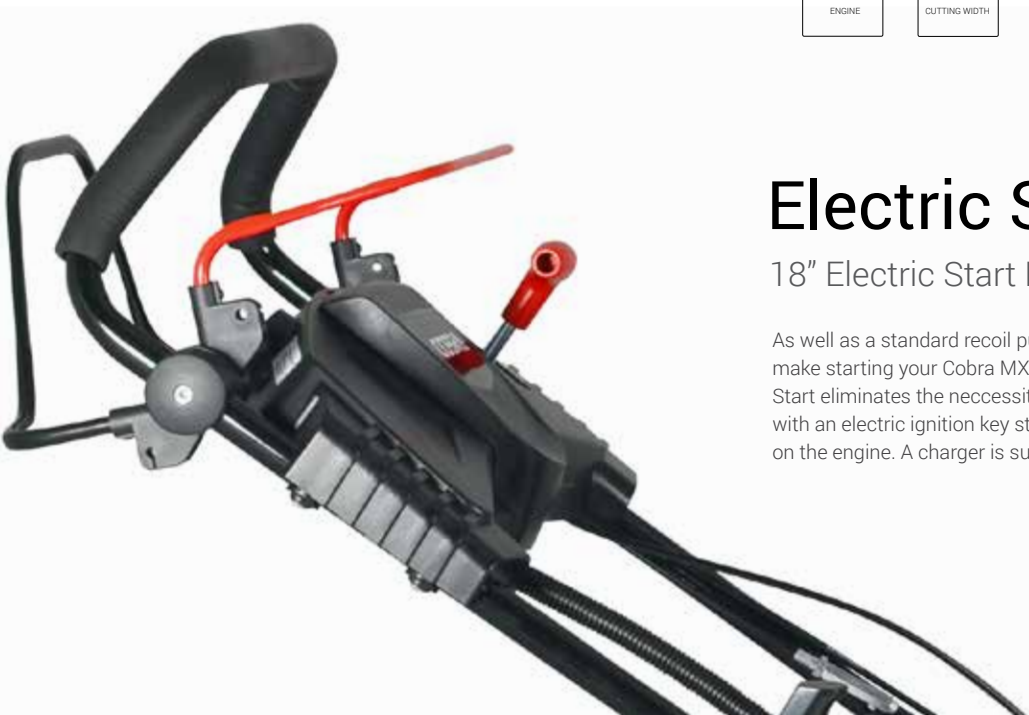 ENGINE
CUTTING WIDTH
Electric S
18” Electric Start
As well as a standard recoil pu
make starting your Cobra MX
Start eliminates the neccessit
with an electric ignition key st
on the engine. A charger is su